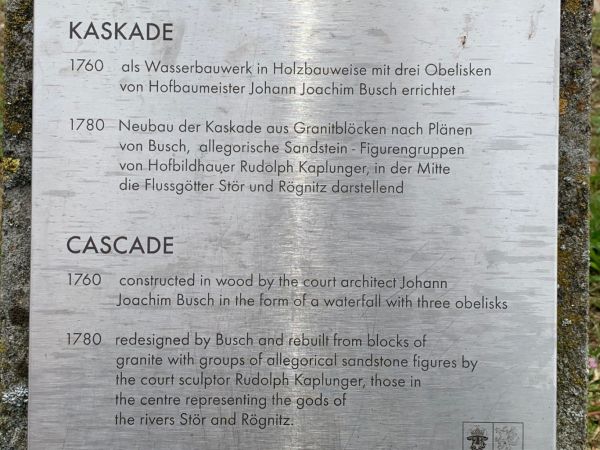 KASKADE
1760 als Wasserbauwerk in Holzbauweise mit drei Obelisken
von Hofbaumeister Johann Joachim Busch errichtet
1780 Neubau der Kaskade aus Granitblöcken nach Plänen
von Busch, allegorische Sandstein - Figurengruppen
von Hofbildhauer Rudolph Kaplunger, in der Mitte
die Flussgötter Stör und Rögnitz darstellend
CASCADE
1760 constructed in wood by the court architect Johann
Joachim Busch in the form of a waterfall with three obelisks
1780 redesigned by Busch and rebuilt from blocks of
granite with groups of allegorical sandstone figures by
the court sculptor Rudolph Kaplunger, those in
the centre representing the gods of
the rivers Stör and Rögnitz.